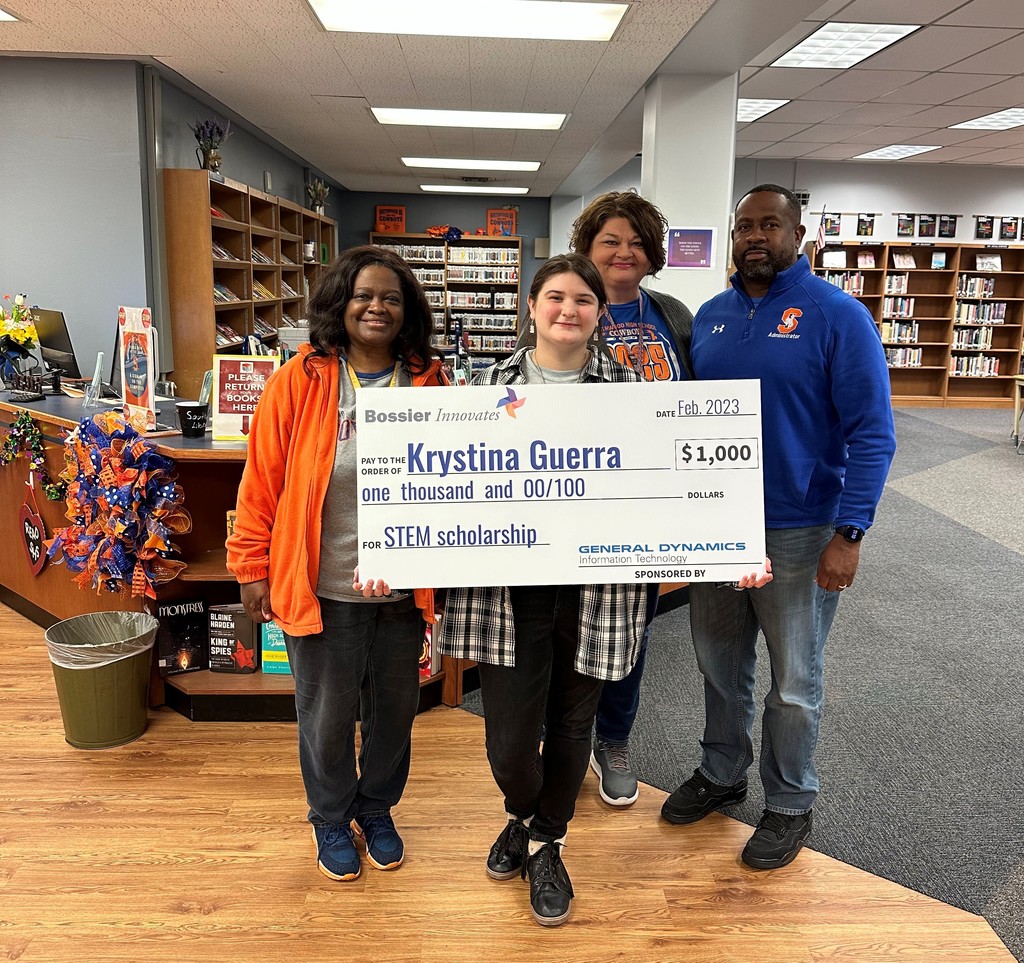 Bossier Innovates
DATE Feb. 2023
PAY TO THE
ORDER OF Krystina Guerra $1,000
one thousand and 00/100 DOLLARS
FOR STEM scholarship
GENERAL DYNAMICS
Information Technology
SPONSORED BY
PLEASE
RETURN
BOOKS
HERE
S
Administrator
COWBOYS
MONSTRESS
BLAINE
HARDEN
KING OF
SPIES